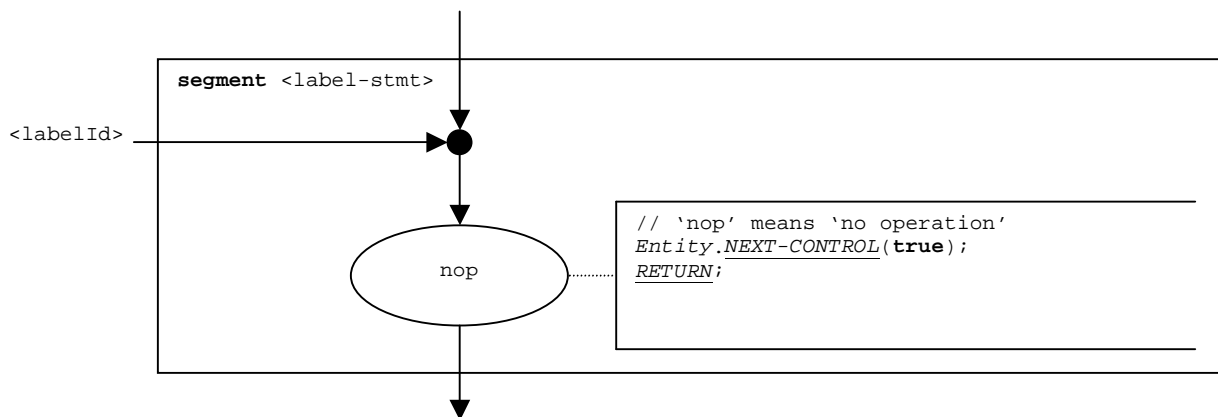 segment <label-stmt>
<labelId>
// ‘nop’ means ‘no operation’
Entity.NEXT-CONTROL(true);
RETURN;
nop